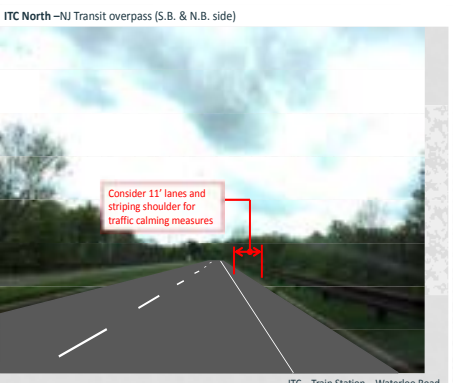 ITC North –NJ Transit overpass (S.B. & N.B. side)
Consider 11' lanes and
striping shoulder for
traffic calming measures
ITC – Train Station – Waterloo Road